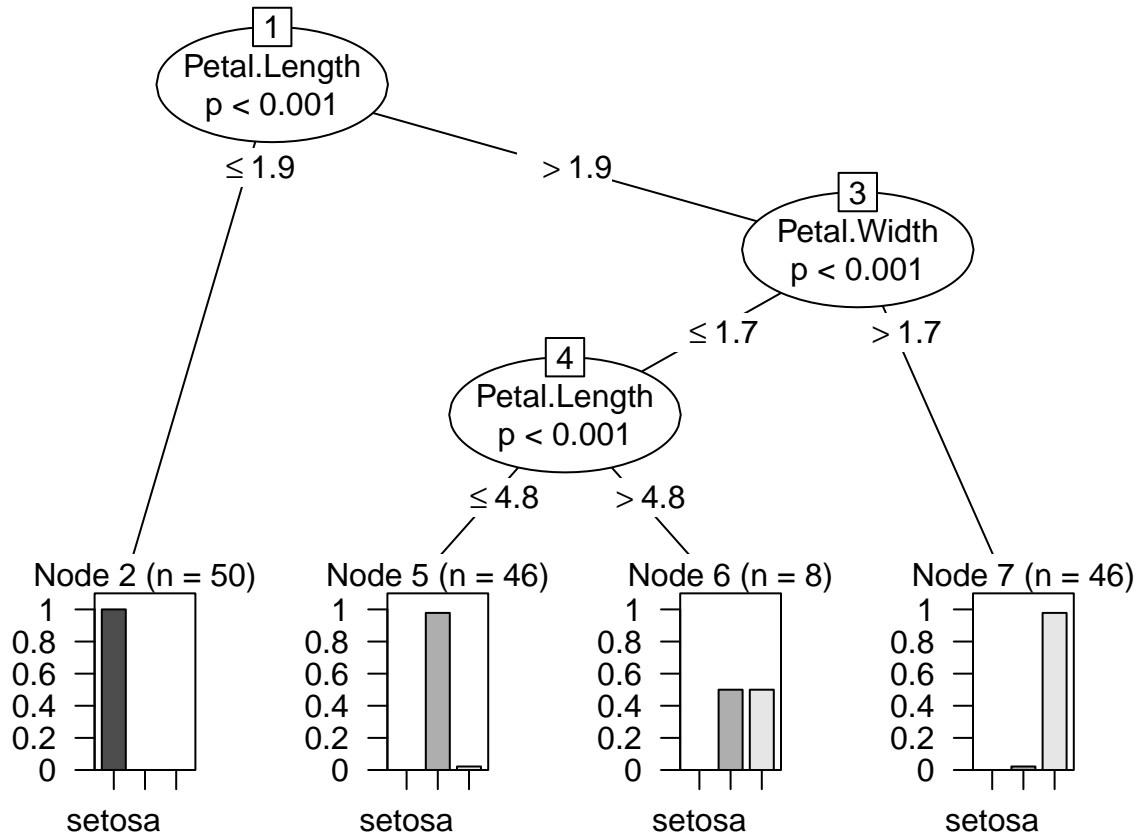 1
Petal.Length
p < 0.001
≤ 1.9
> 1.9
3
Petal.Width
p < 0.001
≤ 1.7
> 1.7
4
Petal.Length
p < 0.001
≤ 4.8
> 4.8
Node 2 (n = 50)
1
0.8
0.6
0.4
0.2
0
setosa
Node 5 (n = 46)
1
0.8
0.6
0.4
0.2
0
setosa
Node 6 (n = 8)
1
0.8
0.6
0.4
0.2
0
setosa
Node 7 (n = 46)
1
0.8
0.6
0.4
0.2
0
setosa